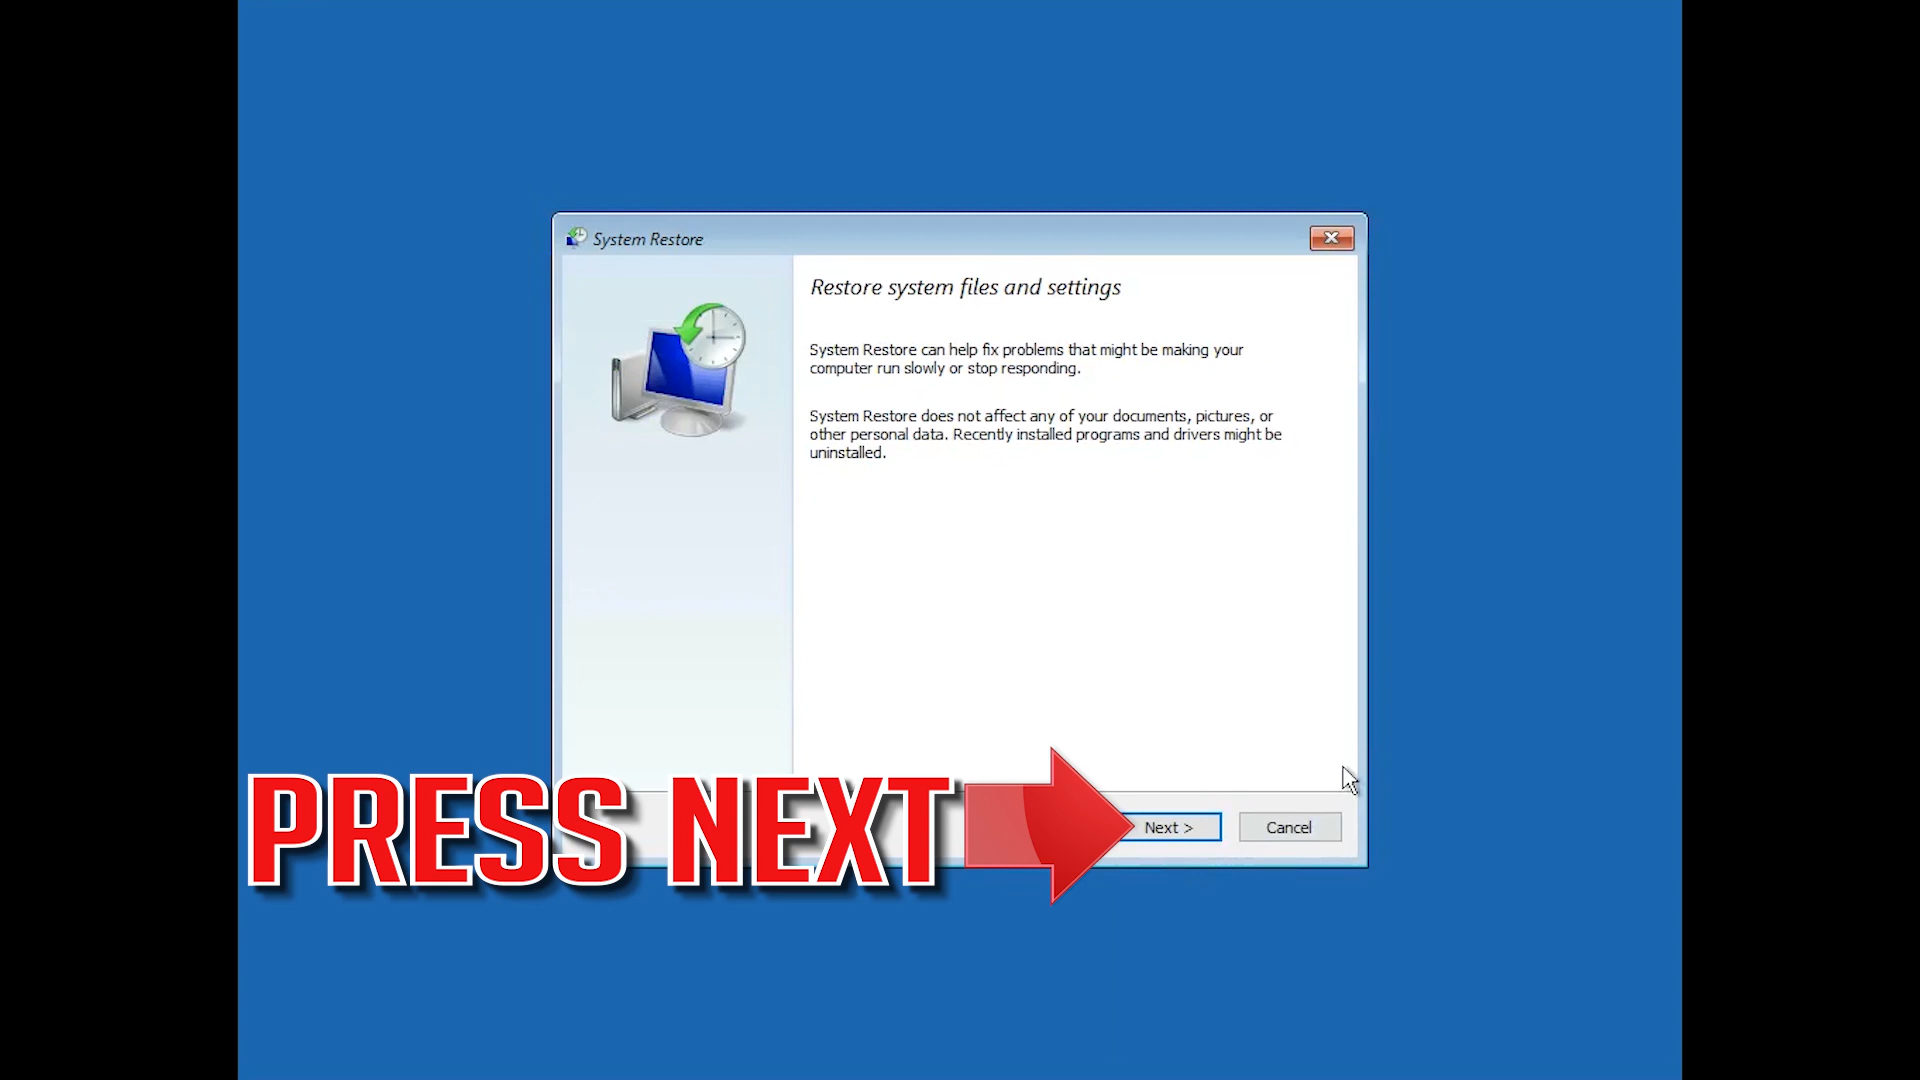 System Restore
Restore system files and settings
System Restore can help fix problems that might be making your
computer run slowly or stop responding.
System Restore does not affect any of your documents, pictures, or
other personal data. Recently installed programs and drivers might be
uninstalled.
PRESS NEXT
Next >
Cancel